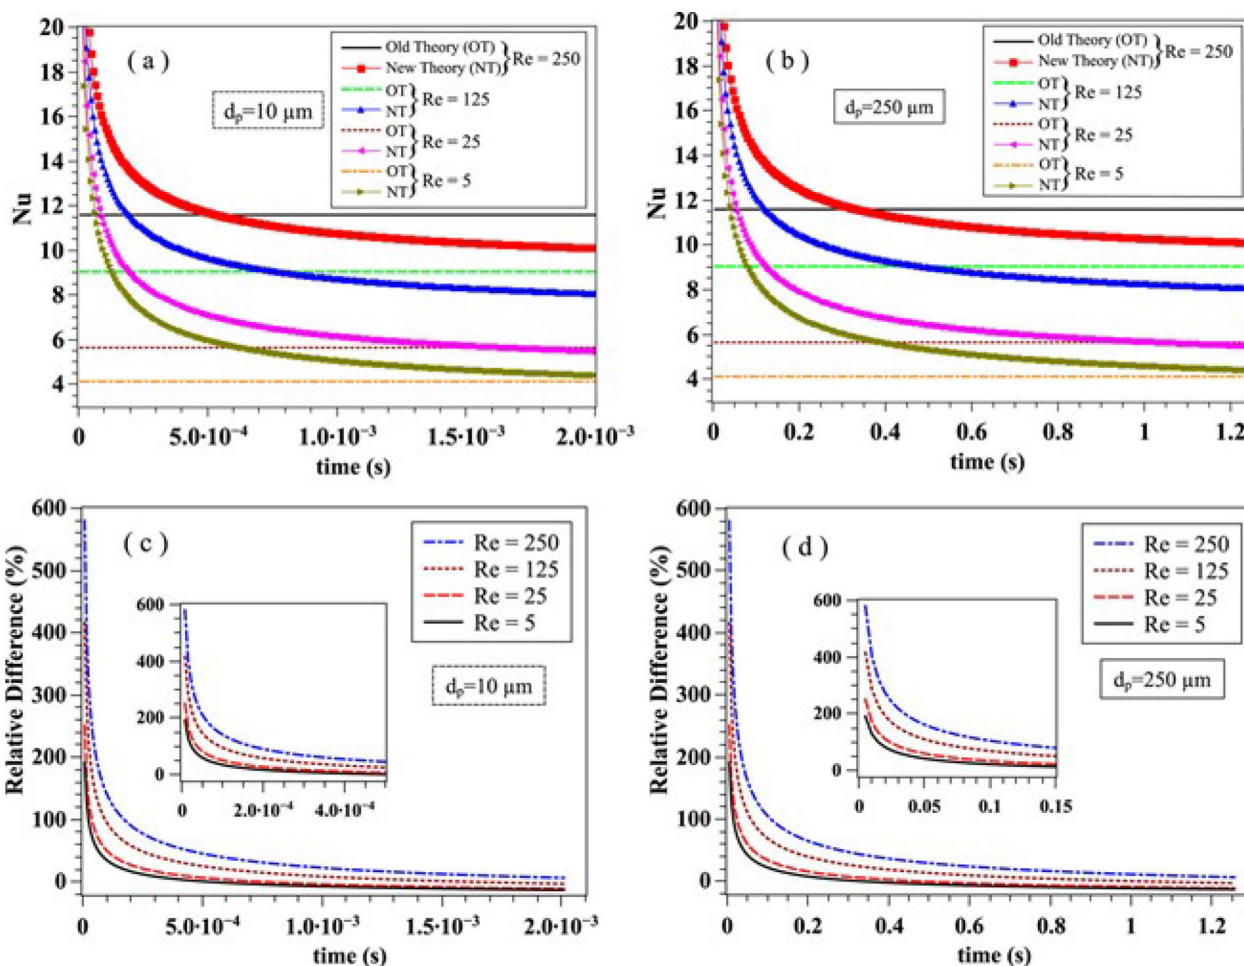 ( a )
Old Theory (OT)
New Theory (NT)
} Re = 250
OT
NT
} Re = 125
OT
NT
} Re = 25
OT
NT
} Re = 5
dₚ=10 µm
Nu
20
18
16
14
12
10
8
6
4
0
5.0·10⁻⁴
1.0·10⁻³
1.5·10⁻³
2.0·10⁻³
time (s)
( b )
Old Theory (OT)
New Theory (NT)
} Re = 250
OT
NT
} Re = 125
OT
NT
} Re = 25
OT
NT
} Re = 5
dₚ=250 µm
Nu
20
18
16
14
12
10
8
6
4
0
0.2
0.4
0.6
0.8
1
1.2
time (s)
( c )
Re = 250
Re = 125
Re = 25
Re = 5
dₚ=10 µm
Relative Difference (%)
600
500
400
300
200
100
0
600
400
200
0
0
2.0·10⁻⁴
4.0·10⁻⁴
0
5.0·10⁻⁴
1.0·10⁻³
1.5·10⁻³
2.0·10⁻³
time (s)
( d )
Re = 250
Re = 125
Re = 25
Re = 5
dₚ=250 µm
Relative Difference (%)
600
500
400
300
200
100
0
600
400
200
0
0
0.05
0.1
0.15
0
0.1
0.2
0.3
0.4
0.5
0.6
0.8
1
1.2
time (s)